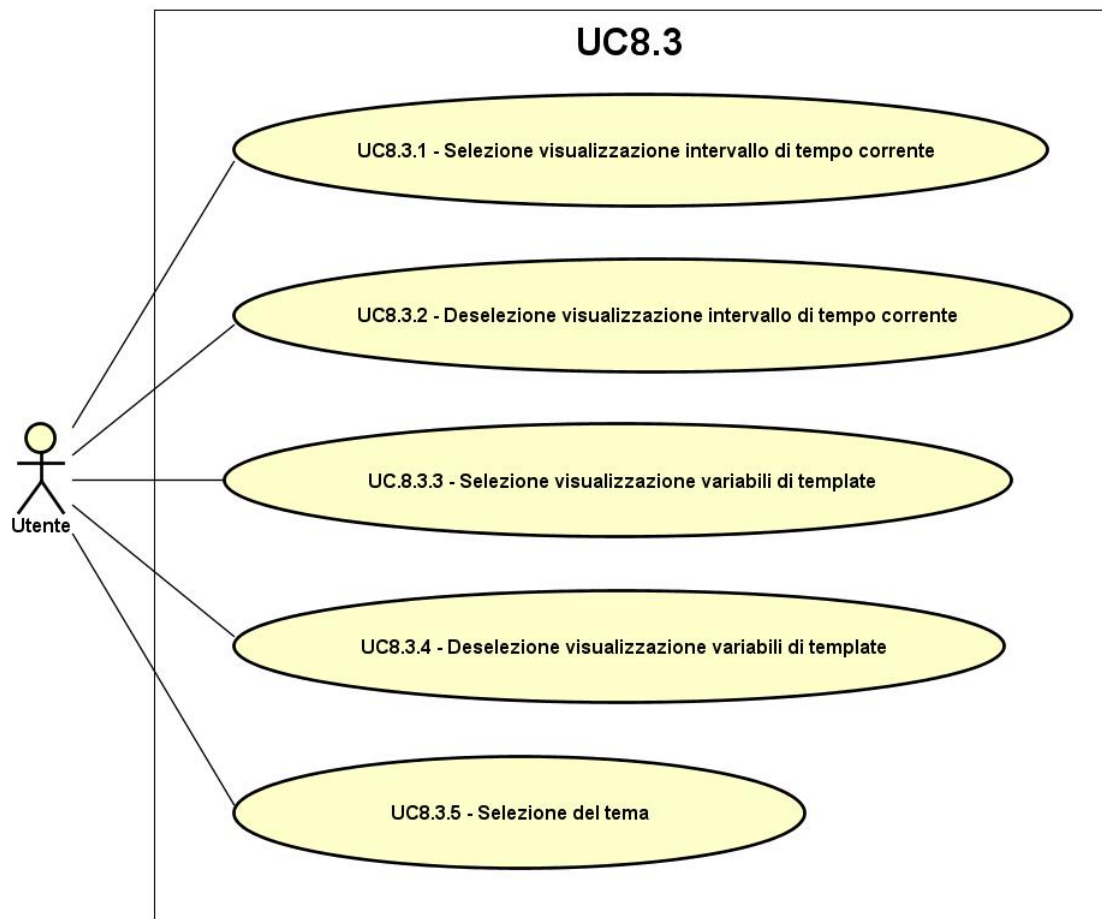 UC8.3
UC8.3.1 - Selezione visualizzazione intervallo di tempo corrente
UC8.3.2 - Deselezione visualizzazione intervallo di tempo corrente
UC.8.3.3 - Selezione visualizzazione variabili di template
Utente
UC8.3.4 - Deselezione visualizzazione variabili di template
UC8.3.5 - Selezione del tema